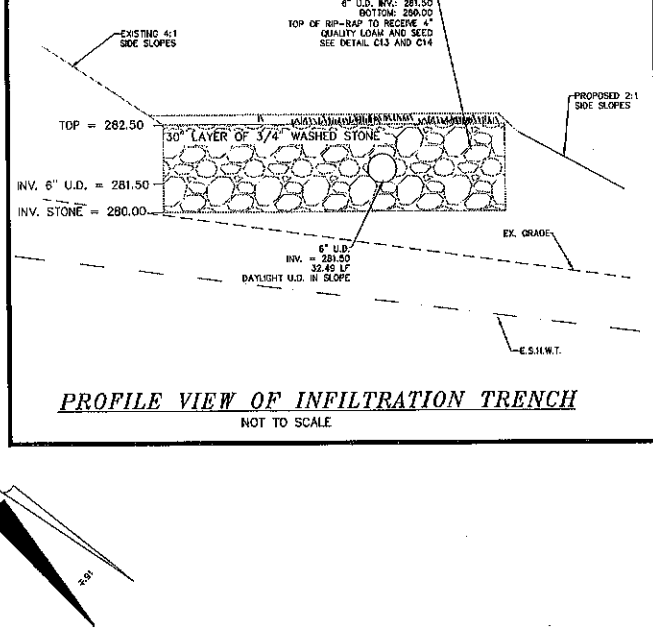 6" U.D. INV.: 281.50
BOTTOM: 280.00
TOP OF RIP-RAP TO RECEIVE 4"
QUALITY LOAM AND SEED
SEE DETAIL C13 AND C14
EXISTING 4:1
SIDE SLOPES
PROPOSED 2:1
SIDE SLOPES
TOP = 282.50
30" LAYER OF 3/4" WASHED STONE
INV. 6" U.D. = 281.50
INV. STONE = 280.00
6" U.D.
INV. = 281.50
32.49 LF
DAYLIGHT U.D. IN SLOPE
EX. GRADE
E.S.H.W.T.
PROFILE VIEW OF INFILTRATION TRENCH
NOT TO SCALE